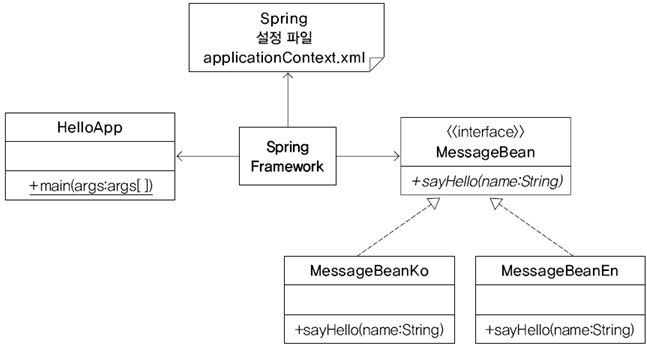 Spring
설정 파일
applicationContext.xml
HelloApp
+main(args:args[ ])
Spring
Framework
<<interface>>
MessageBean
+sayHello(name:String)
MessageBeanKo
+sayHello(name:String)
MessageBeanEn
+sayHello(name:String)